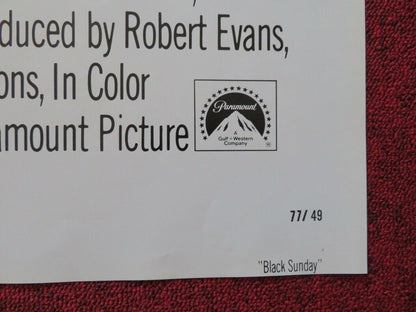 duced by Robert Evans,
ons, In Color
amount Picture
Paramount
A
Gulf+Western
Company
®
77/ 49
"Black Sunday"